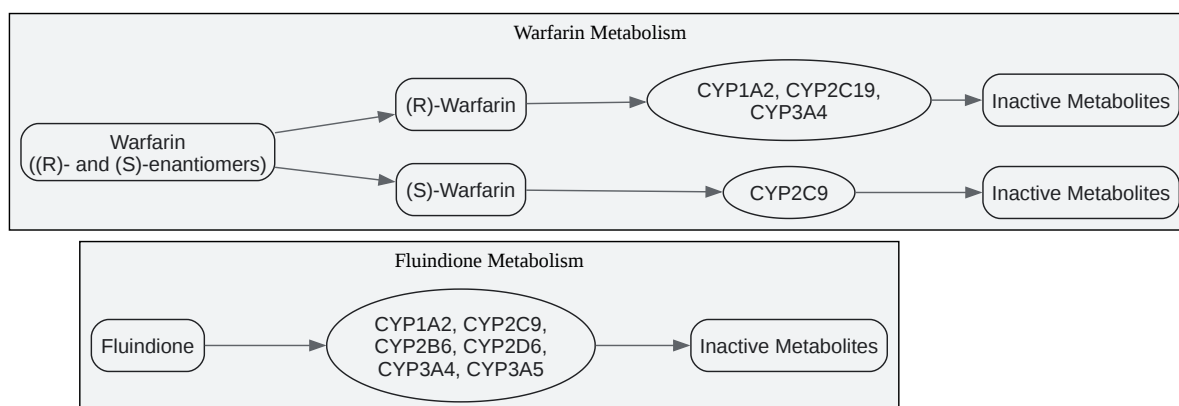 Warfarin Metabolism
Warfarin
((R)- and (S)-enantiomers)
(R)-Warfarin
CYP1A2, CYP2C19,
CYP3A4
Inactive Metabolites
(S)-Warfarin
CYP2C9
Inactive Metabolites
Fluindione Metabolism
Fluindione
CYP1A2, CYP2C9,
CYP2B6, CYP2D6,
CYP3A4, CYP3A5
Inactive Metabolites